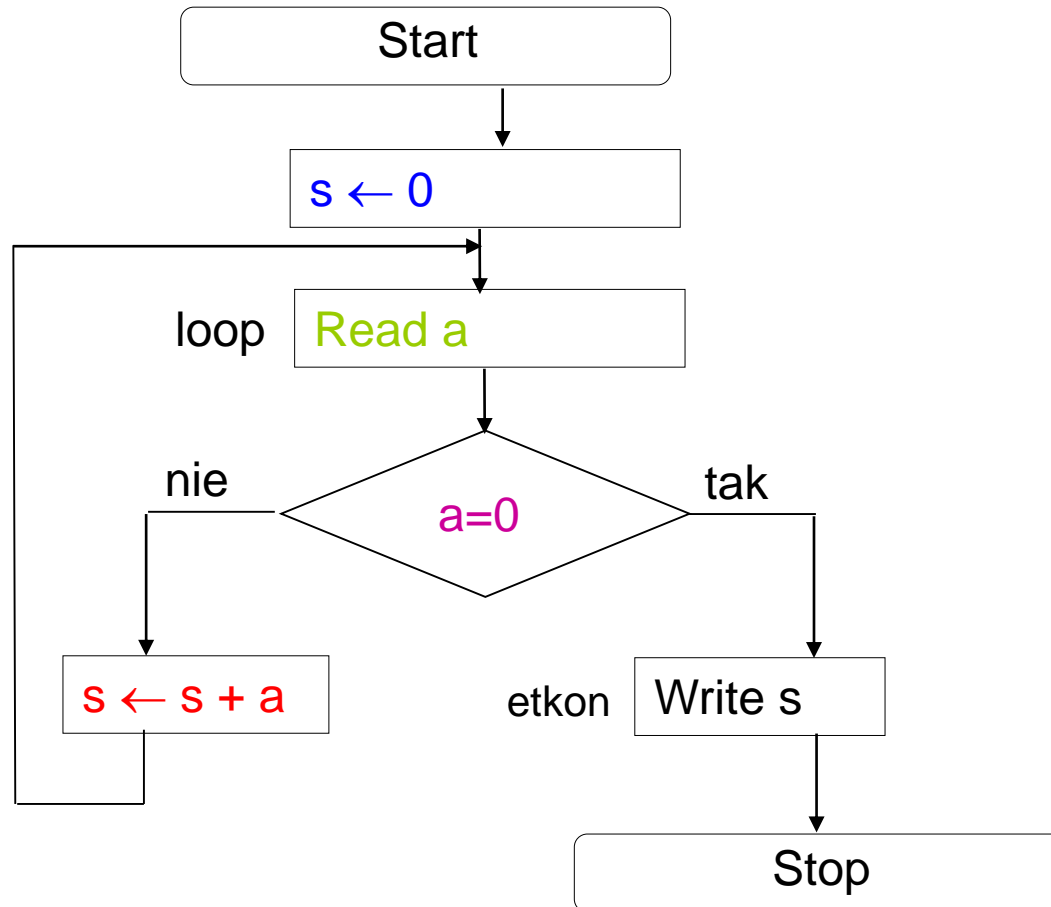 Start
s ← 0
loop
Read a
nie
a=0
tak
s ← s + a
etkon
Write s
Stop